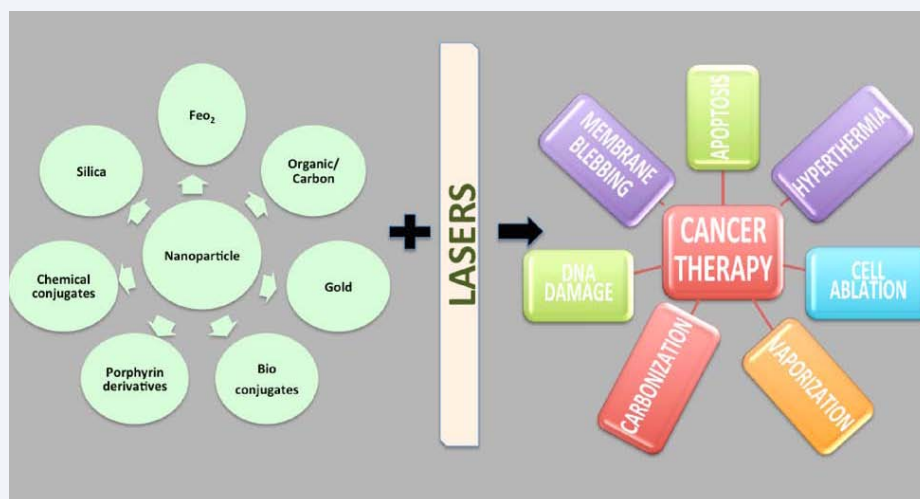 Feo₂
Organic/
Carbon
Gold
Bio
conjugates
Porphyrin
derivatives
Chemical
conjugates
Silica
Nanoparticle
LASERS
CANCER
THERAPY
APOPTOSIS
HYPERTHERMIA
CELL
ABLATION
VAPORIZATION
CARBONIZATION
DNA
DAMAGE
MEMBRANE
BLEBBING